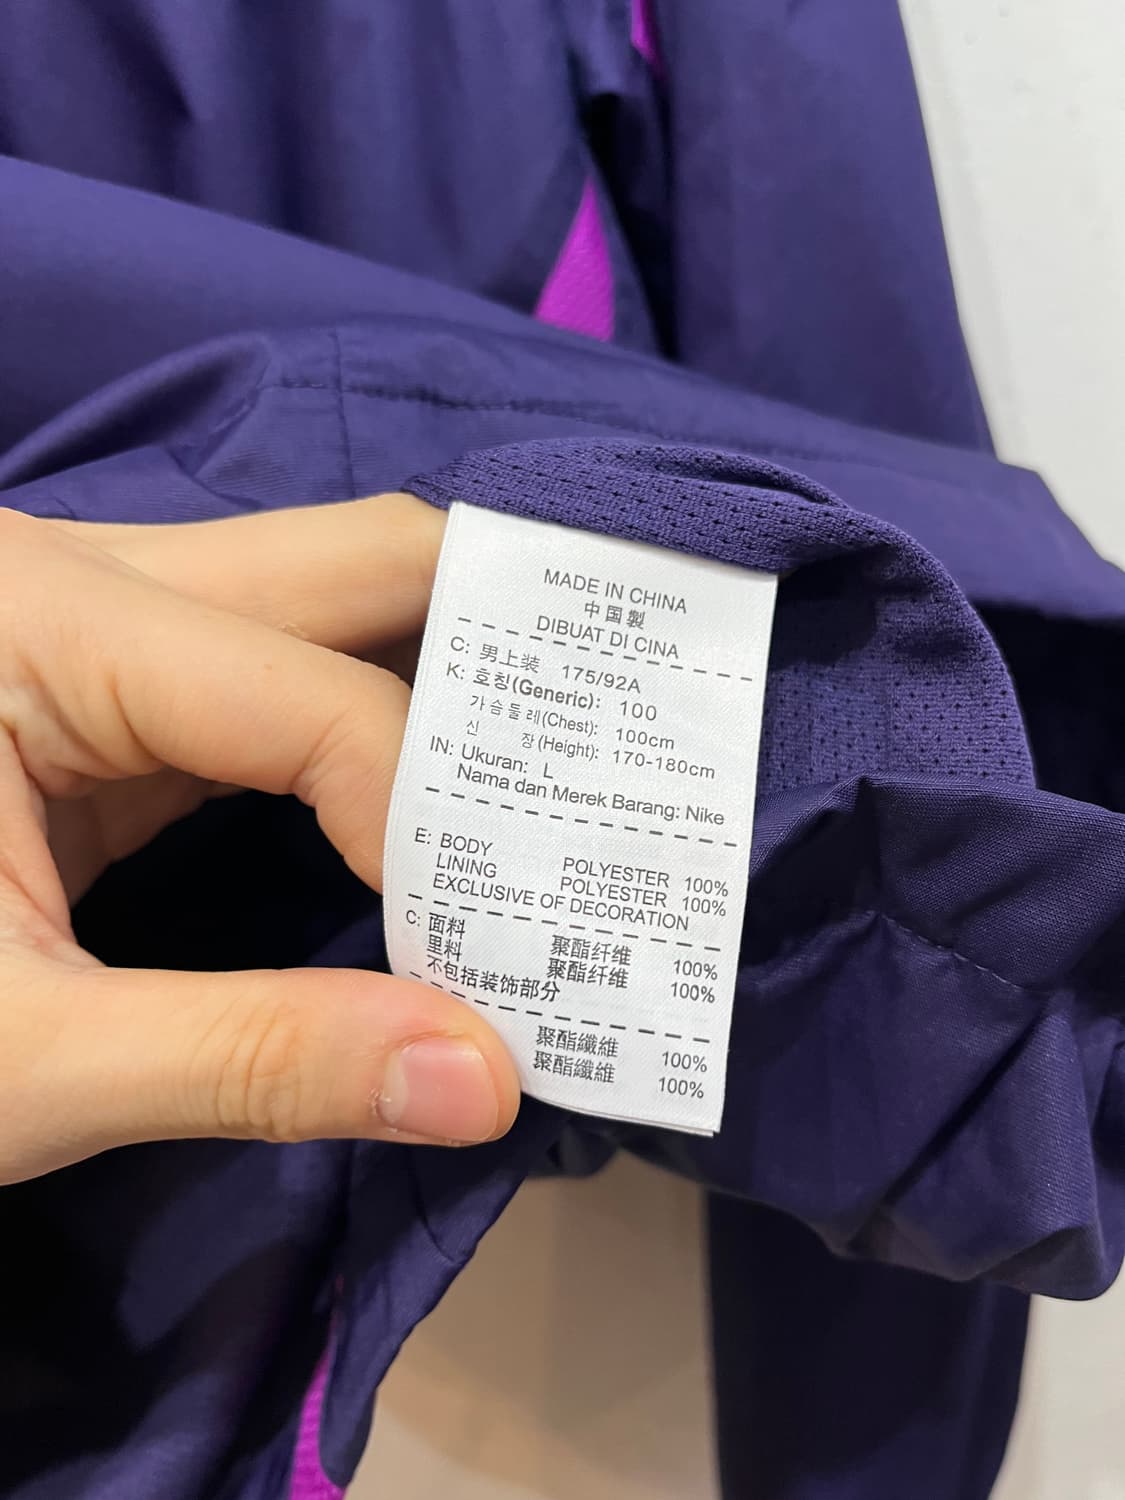 MADE IN CHINA
中国製
DIBUAT DI CINA
C: 男上装 175/92A
K: 호칭(Generic): 100
가슴둘레(Chest): 100cm
신 장(Height): 170-180cm
IN: Ukuran: L
Nama dan Merek Barang: Nike
E: BODY POLYESTER 100%
LINING POLYESTER 100%
EXCLUSIVE OF DECORATION
C: 面料 聚酯纤维 100%
里料 聚酯纤维 100%
不包括装饰部分
聚酯纖維 100%
聚酯纖維 100%